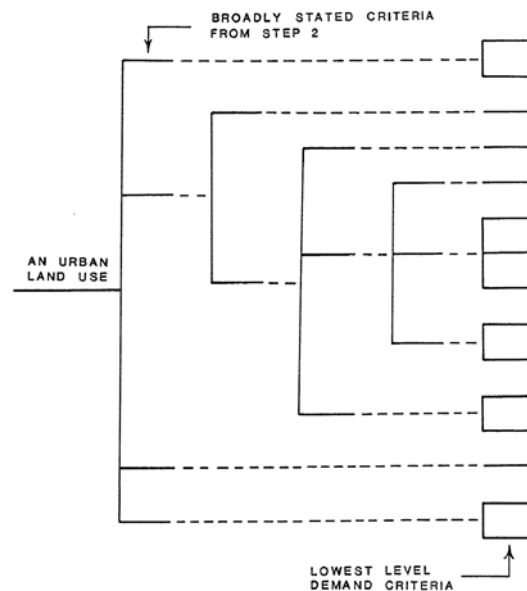 BROADLY STATED CRITERIA
FROM STEP 2
AN URBAN
LAND USE
LOWEST LEVEL
DEMAND CRITERIA